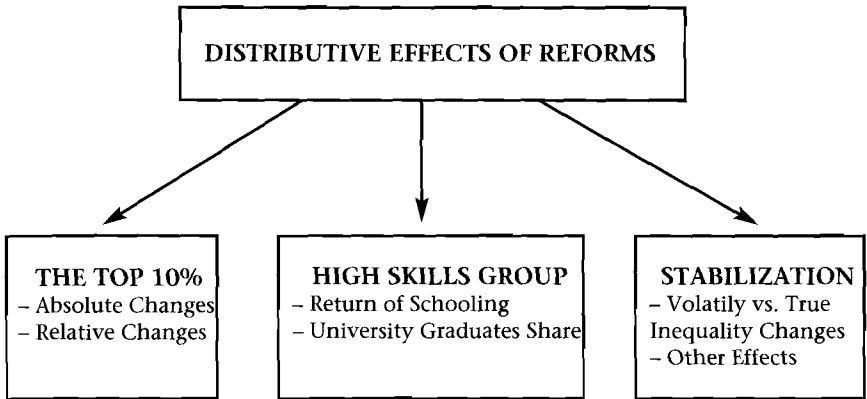 DISTRIBUTIVE EFFECTS OF REFORMS
THE TOP 10%
– Absolute Changes
– Relative Changes
HIGH SKILLS GROUP
– Return of Schooling
– University Graduates Share
STABILIZATION
– Volatily vs. True
Inequality Changes
– Other Effects